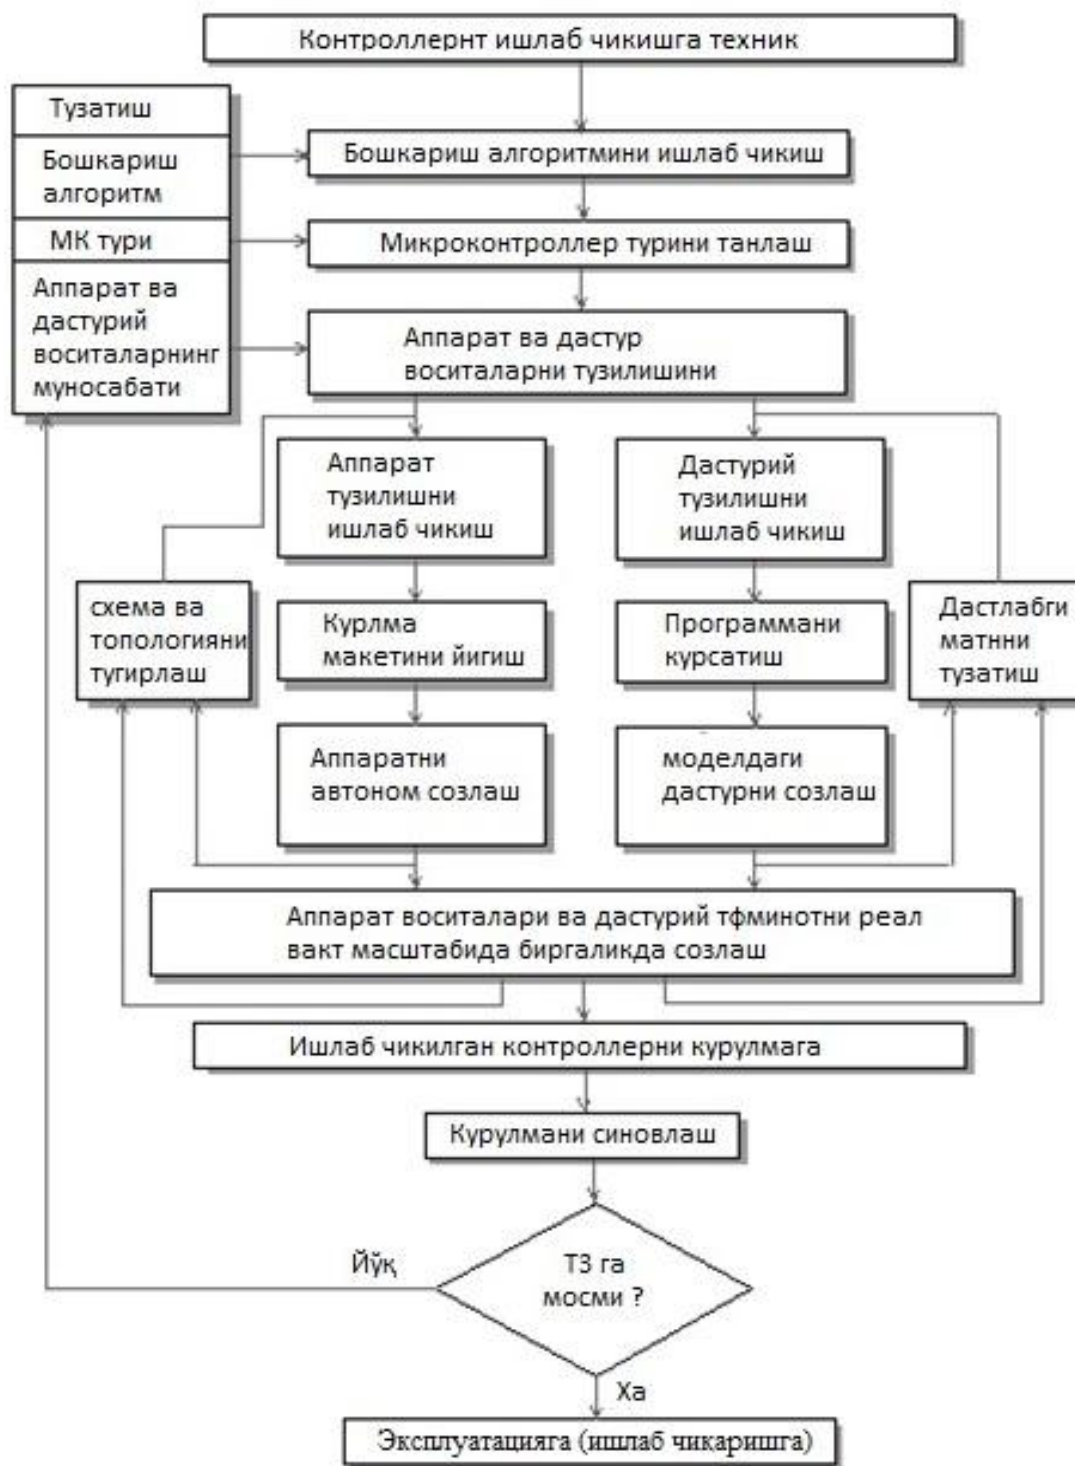 Контроллернт ишлаб чикишга техник
Тузатиш
Бошкариш
алгоритм
МК тури
Аппарат ва
дастурий
воситаларнинг
муносабати
Бошкариш алгоритмини ишлаб чикиш
Микроконтроллер турини танлаш
Аппарат ва дастур
воситаларни тузилишини
Аппарат
тузилишни
ишлаб чикиш
Дастурий
тузилишни
ишлаб чикиш
схема ва
топологияни
тугирлаш
Курлма
макетини йигиш
Программани
курсатиш
Дастлабги
матнни
тузатиш
Аппаратни
автоном созлаш
моделдаги
дастурни созлаш
Аппарат воситалари ва дастурий тфминотни реал
вакт масштабида биргаликда созлаш
Ишлаб чикилган контроллерни курулмага
Курулмани синовлаш
Йўқ
ТЗ га
мосми ?
Ха
Эксплуатацияга (ишлаб чиқаришга)